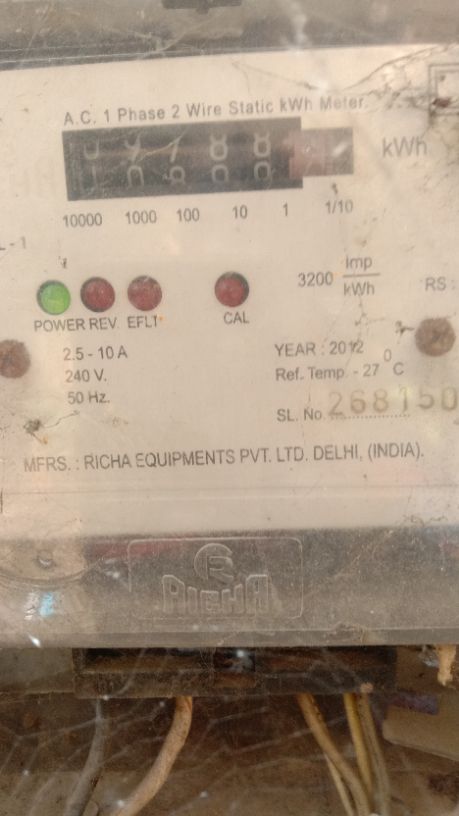 A.C. 1 Phase 2 Wire Static kWh Meter.
kWh
10000 1000 100 10 1 1/10
L - 1
3200 Imp/kWh
RS :
POWER REV. EFLT CAL
2.5 - 10 A
240 V.
50 Hz.
YEAR : 2012
Ref. Temp. - 27 °C
SL. No. 268150
MFRS. : RICHA EQUIPMENTS PVT. LTD. DELHI, (INDIA).
R
RICHA